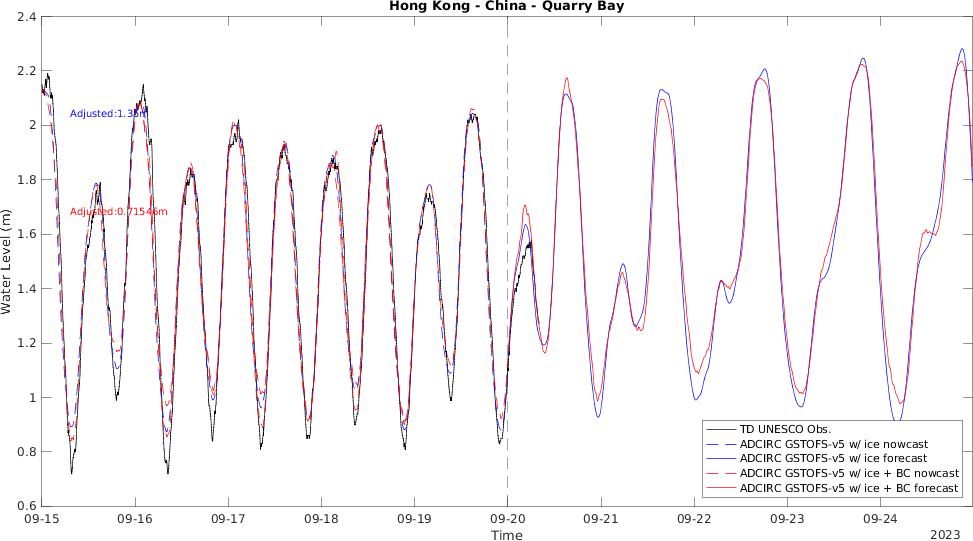 Hong Kong - China - Quarry Bay
2.4
2.2
2
1.8
1.6
1.4
1.2
1
0.8
0.6
Water Level (m)
Adjusted:1.35m
Adjusted:0.71546m
TD UNESCO Obs.
ADCIRC GSTOFS-v5 w/ ice nowcast
ADCIRC GSTOFS-v5 w/ ice forecast
ADCIRC GSTOFS-v5 w/ ice + BC nowcast
ADCIRC GSTOFS-v5 w/ ice + BC forecast
09-15 09-16 09-17 09-18 09-19 09-20 09-21 09-22 09-23 09-24
Time
2023